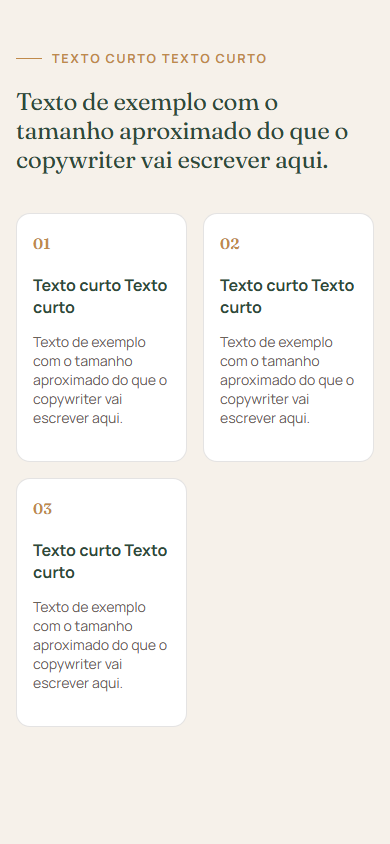 TEXTO CURTO TEXTO CURTO
Texto de exemplo com o
tamanho aproximado do que o
copywriter vai escrever aqui.
01
Texto curto Texto
curto
Texto de exemplo
com o tamanho
aproximado do que o
copywriter vai
escrever aqui.
02
Texto curto Texto
curto
Texto de exemplo
com o tamanho
aproximado do que o
copywriter vai
escrever aqui.
03
Texto curto Texto
curto
Texto de exemplo
com o tamanho
aproximado do que o
copywriter vai
escrever aqui.